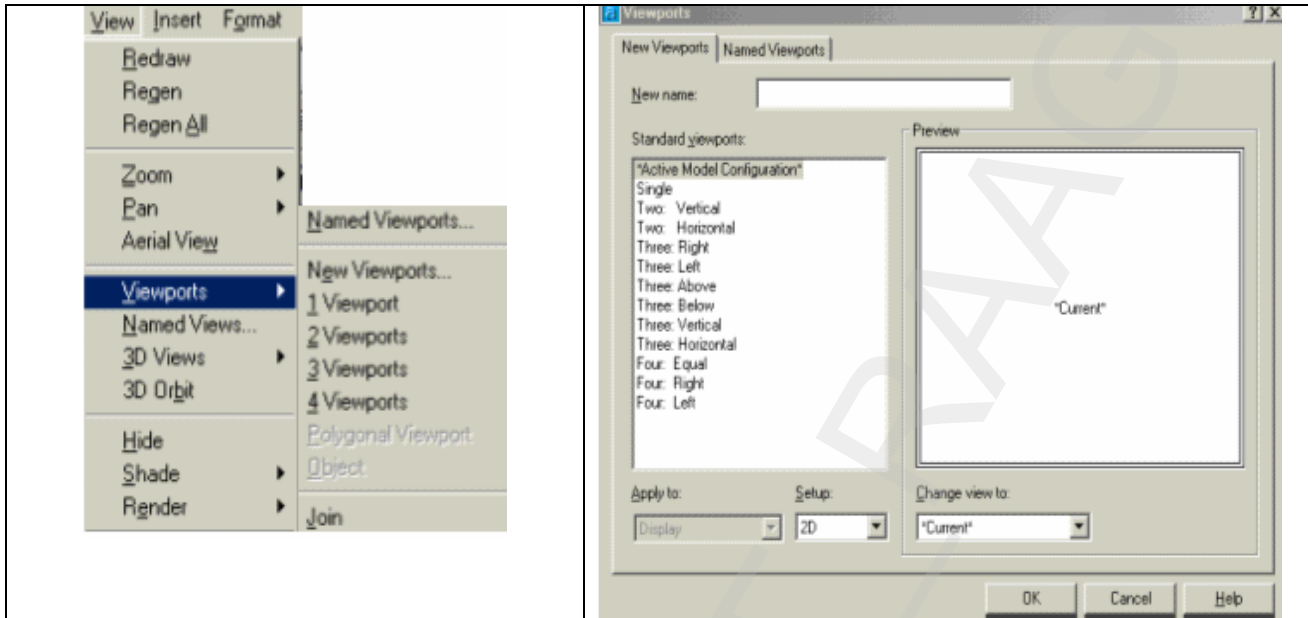 View Insert Format
Redraw
Regen
Regen All
Zoom
Pan
Aerial View
Viewports
Named Views...
3D Views
3D Orbit
Hide
Shade
Render
Named Viewports...
New Viewports...
1 Viewport
2 Viewports
3 Viewports
4 Viewports
Polygonal Viewport
Object
Join
Viewports
New Viewports Named Viewports
New name:
Standard viewports:
*Active Model Configuration*
Single
Two: Vertical
Two: Horizontal
Three: Right
Three: Left
Three: Above
Three: Below
Three: Vertical
Three: Horizontal
Four: Equal
Four: Right
Four: Left
Preview
*Current*
Apply to: Setup: Change view to:
Display 2D *Current*
OK Cancel Help